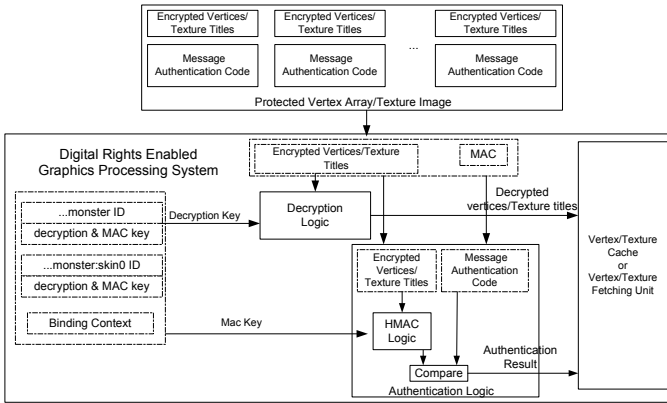 Encrypted Vertices/
Texture Titles
Encrypted Vertices/
Texture Titles
Encrypted Vertices/
Texture Titles
...
Message
Authentication Code
Message
Authentication Code
Message
Authentication Code
Protected Vertex Array/Texture Image
Digital Rights Enabled
Graphics Processing System
Encrypted Vertices/Texture
Titles
MAC
...monster ID
decryption & MAC key
Decryption Key
Decryption
Logic
Decrypted
vertices/Texture titles
...monster:skin0 ID
decryption & MAC key
Encrypted
Vertices/
Texture Titles
Message
Authentication
Code
Vertex/Texture
Cache
or
Vertex/Texture
Fetching Unit
Binding Context
Mac Key
HMAC
Logic
Compare
Authentication
Result
Authentication Logic